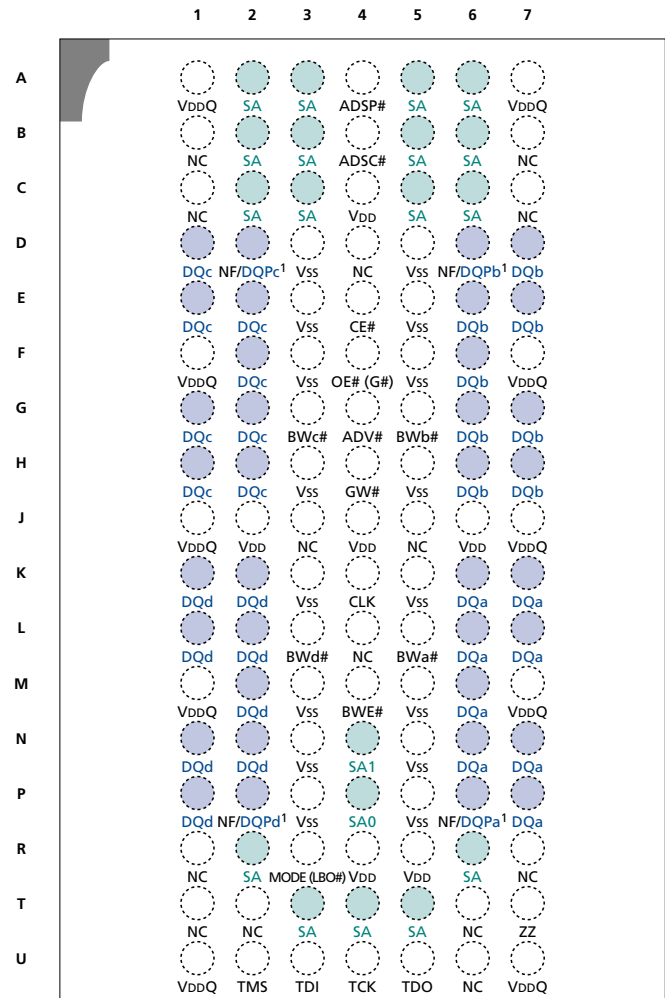 1 2 3 4 5 6 7
A
VDDQ SA SA ADSP# SA SA VDDQ
B
NC SA SA ADSC# SA SA NC
C
NC SA SA VDD SA SA NC
D
DQc NF/DQPc1 Vss NC Vss NF/DQPb1 DQb
E
DQc DQc Vss CE# Vss DQb DQb
F
VDDQ DQc Vss OE# (G#) Vss DQb VDDQ
G
DQc DQc BWc# ADV# BWb# DQb DQb
H
DQc DQc Vss GW# Vss DQb DQb
J
VDDQ VDD NC VDD NC VDD VDDQ
K
DQd DQd Vss CLK Vss DQa DQa
L
DQd DQd BWd# NC BWa# DQa DQa
M
VDDQ DQd Vss BWE# Vss DQa VDDQ
N
DQd DQd Vss SA1 Vss DQa DQa
P
DQd NF/DQPd1 Vss SA0 Vss NF/DQPa1 DQa
R
NC SA MODE (LBO#) VDD VDD SA NC
T
NC NC SA SA SA NC ZZ
U
VDDQ TMS TDI TCK TDO NC VDDQ